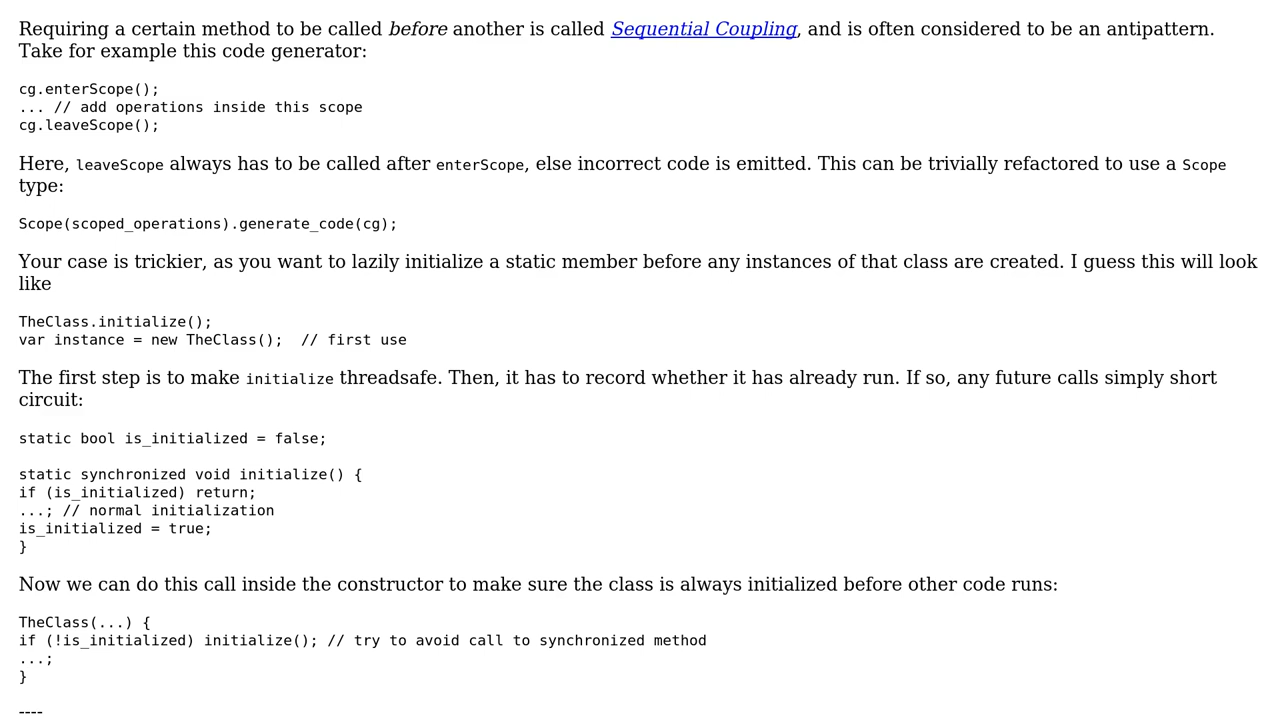 Requiring a certain method to be called before another is called Sequential Coupling, and is often considered to be an antipattern.
Take for example this code generator:
cg.enterScope();
... // add operations inside this scope
cg.leaveScope();
Here, leaveScope always has to be called after enterScope, else incorrect code is emitted. This can be trivially refactored to use a Scope
type:
Scope(scoped_operations).generate_code(cg);
Your case is trickier, as you want to lazily initialize a static member before any instances of that class are created. I guess this will look
like
TheClass.initialize();
var instance = new TheClass();  // first use
The first step is to make initialize threadsafe. Then, it has to record whether it has already run. If so, any future calls simply short
circuit:
static bool is_initialized = false;
static synchronized void initialize() {
if (is_initialized) return;
...; // normal initialization
is_initialized = true;
}
Now we can do this call inside the constructor to make sure the class is always initialized before other code runs:
TheClass(...) {
if (!is_initialized) initialize(); // try to avoid call to synchronized method
...;
}
----